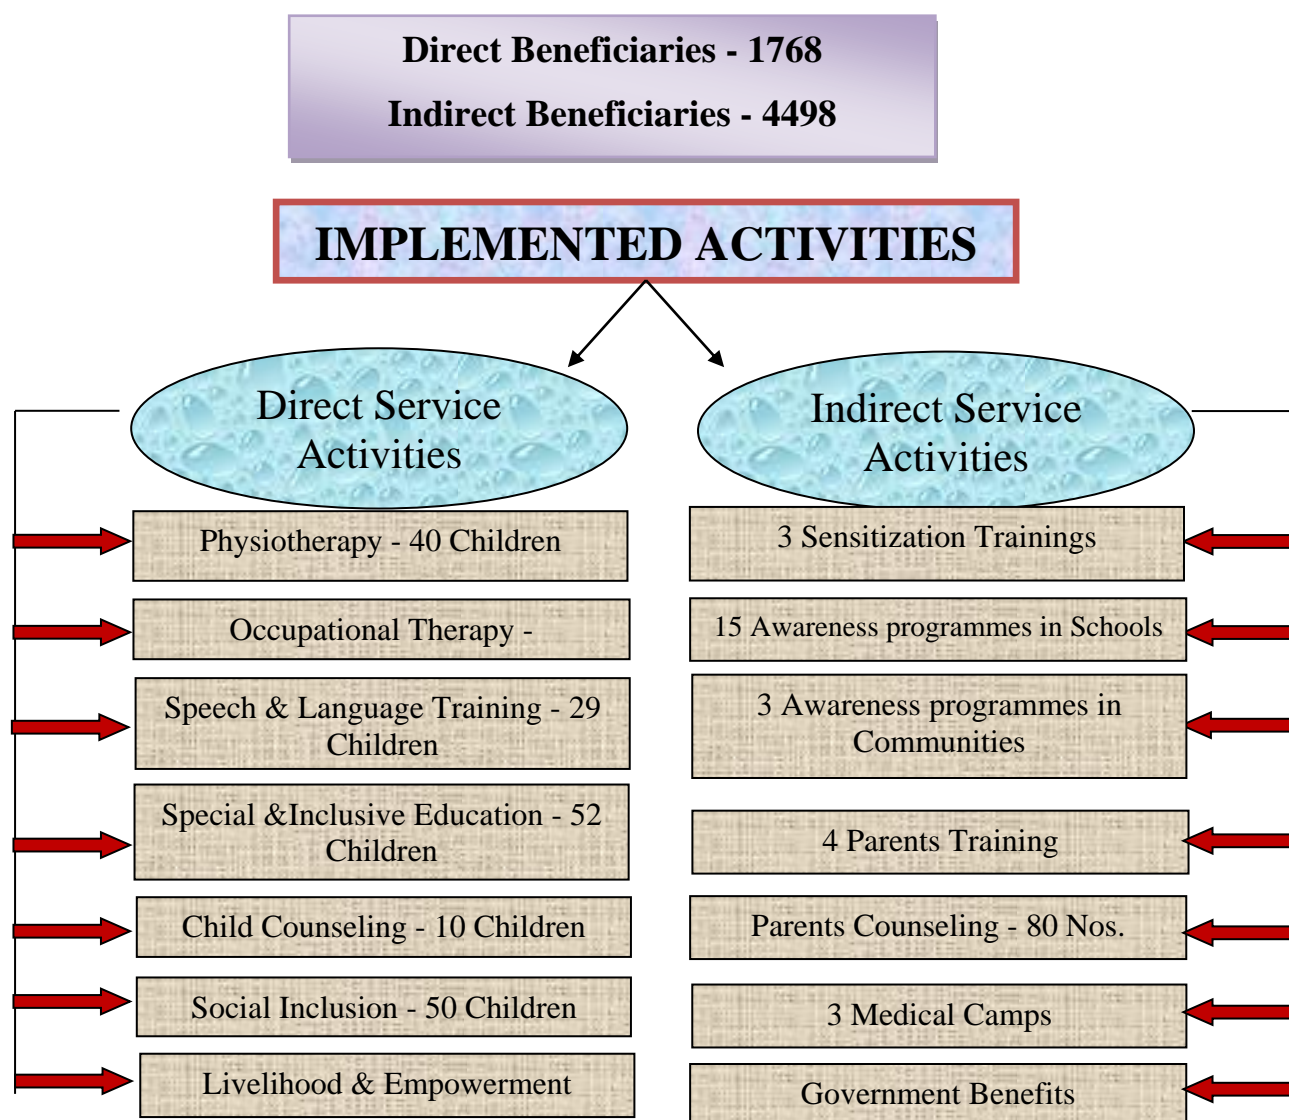 Direct Beneficiaries - 1768
Indirect Beneficiaries - 4498
IMPLEMENTED ACTIVITIES
Direct Service
Activities
Physiotherapy - 40 Children
Occupational Therapy -
Speech & Language Training - 29
Children
Special &Inclusive Education - 52
Children
Child Counseling - 10 Children
Social Inclusion - 50 Children
Livelihood & Empowerment
Indirect Service
Activities
3 Sensitization Trainings
15 Awareness programmes in Schools
3 Awareness programmes in
Communities
4 Parents Training
Parents Counseling - 80 Nos.
3 Medical Camps
Government Benefits